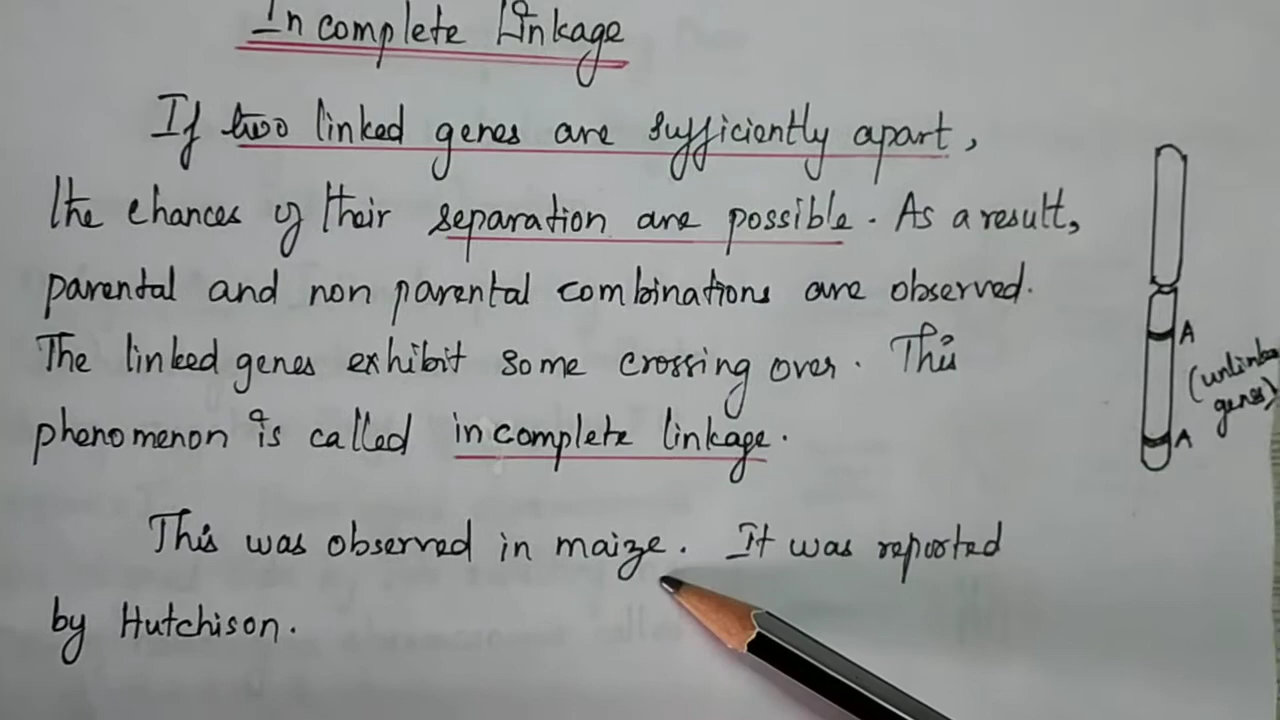 Incomplete Linkage
If two linked genes are sufficiently apart,
the chances of their separation are possible. As a result,
parental and non parental combinations are observed.
The linked genes exhibit some crossing over. This
phenomenon is called incomplete linkage.
This was observed in maize. It was reported
by Hutchison.
A
(unlinked
genes)
A